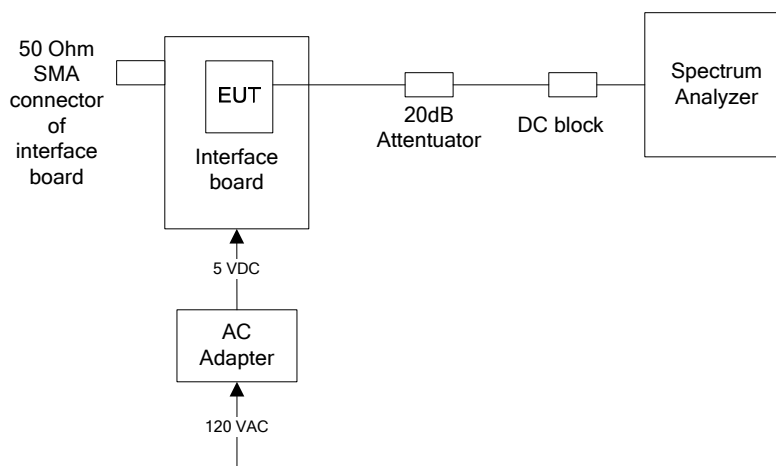 50 Ohm
SMA
connector
of
interface
board
EUT
Interface
board
20dB
Attentuator
DC block
Spectrum
Analyzer
5 VDC
AC
Adapter
120 VAC